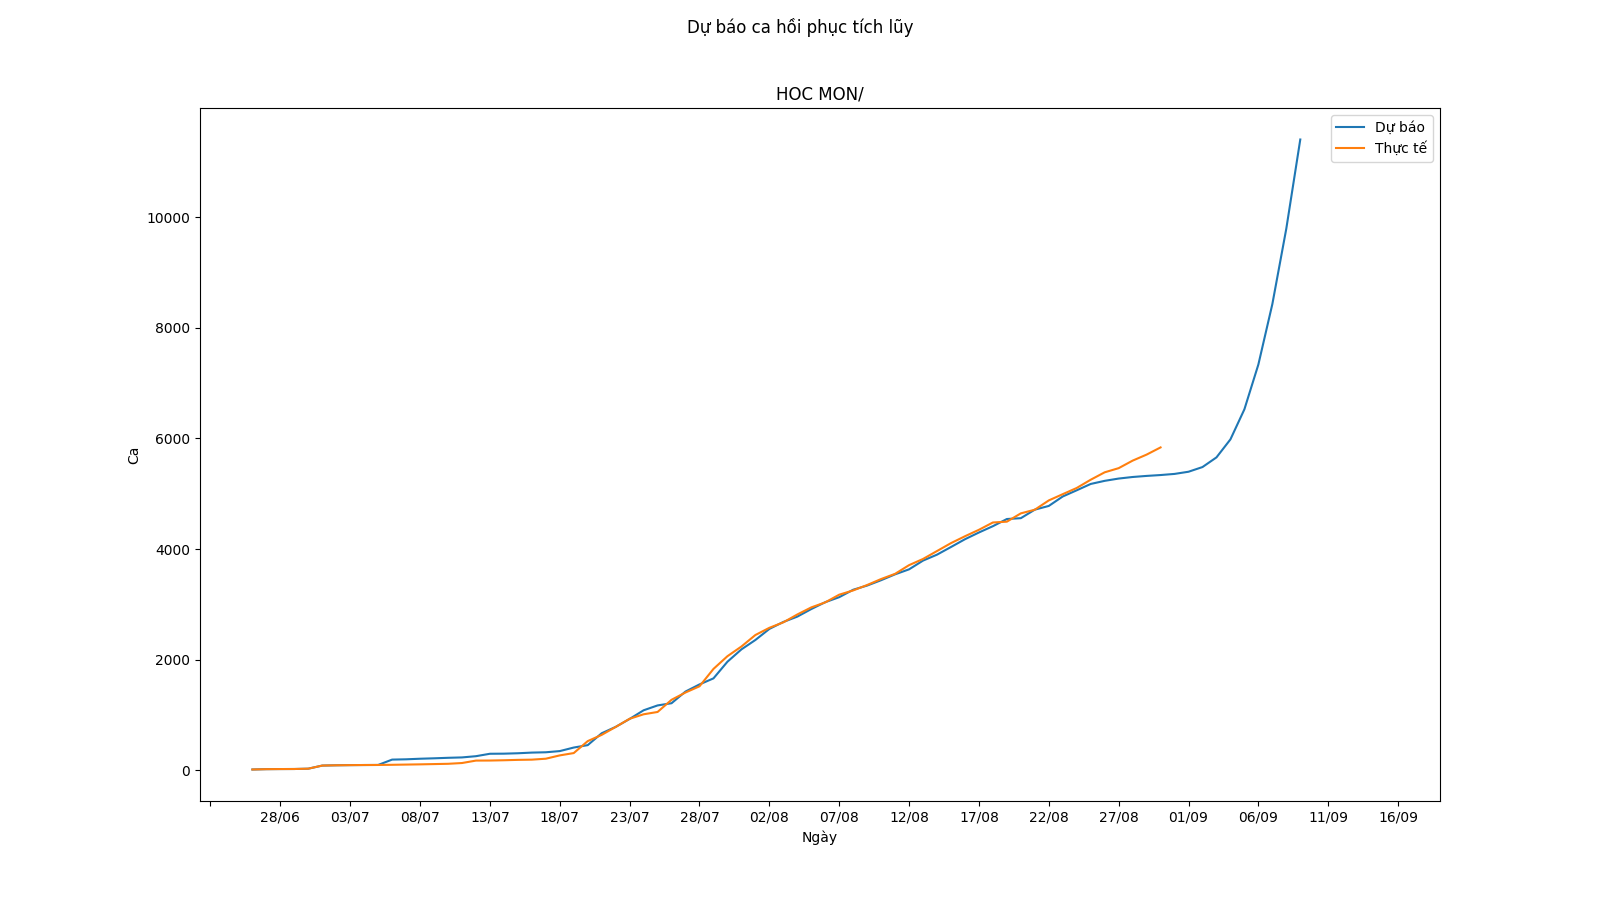 Dự báo ca hồi phục tích lũy
HOC MON/
Dự báo
Thực tế
10000
8000
6000
4000
2000
0
Ca
28/06 03/07 08/07 13/07 18/07 23/07 28/07 02/08 07/08 12/08 17/08 22/08 27/08 01/09 06/09 11/09 16/09
Ngày